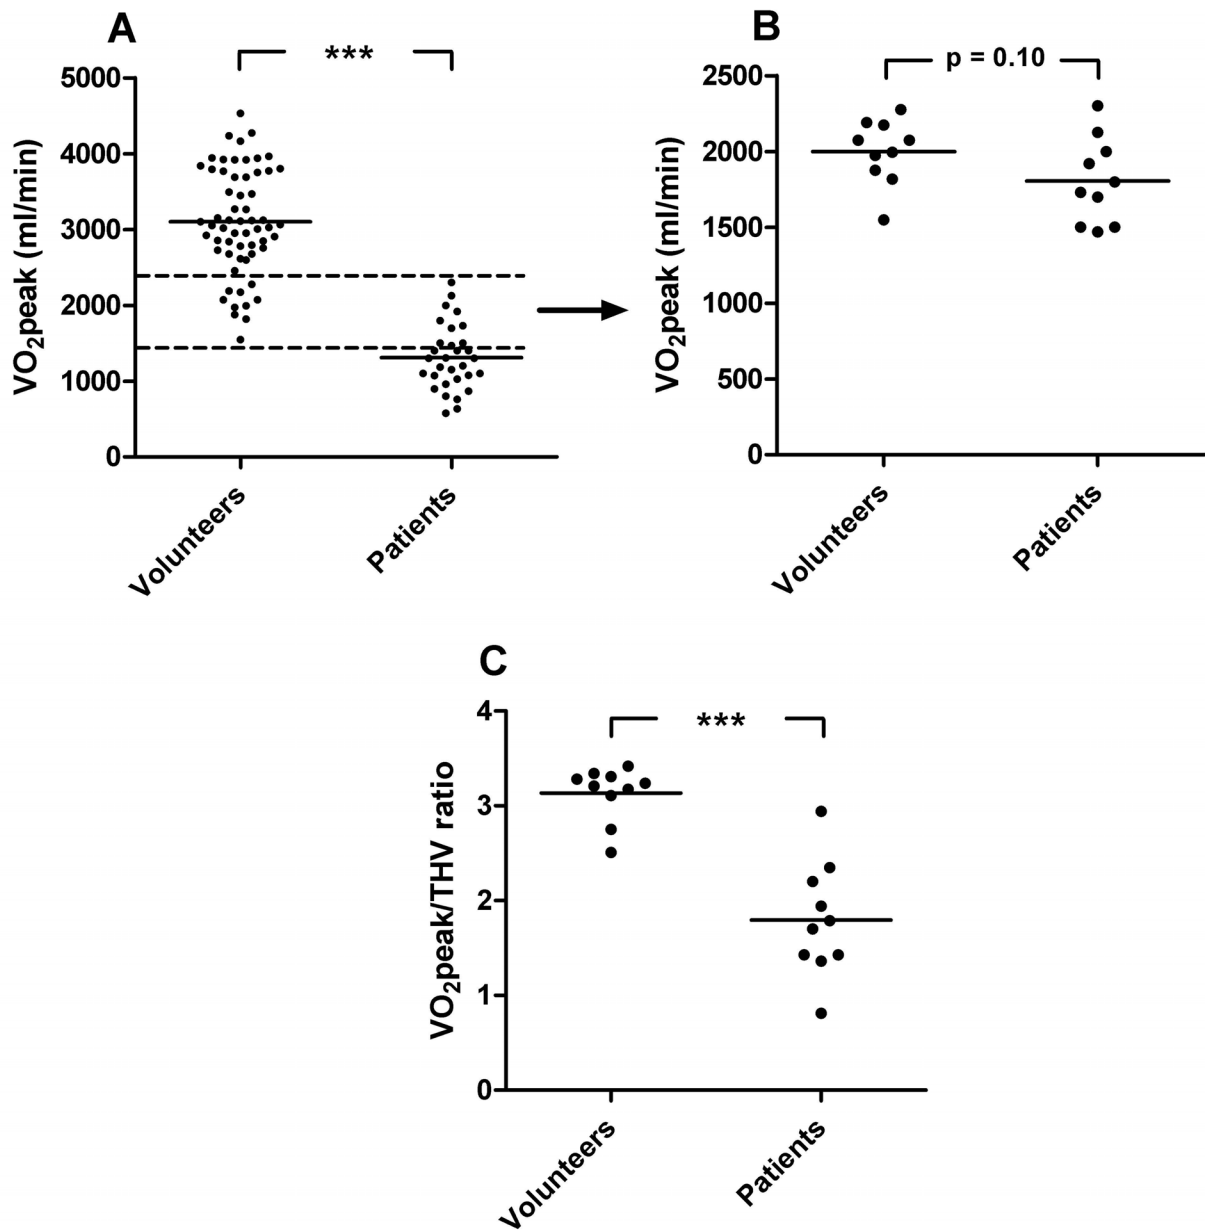 A
***
5000
4000
3000
2000
1000
0
VO2peak (ml/min)
Volunteers
Patients
B
p = 0.10
2500
2000
1500
1000
500
0
VO2peak (ml/min)
Volunteers
Patients
C
***
4
3
2
1
0
VO2peak/THV ratio
Volunteers
Patients